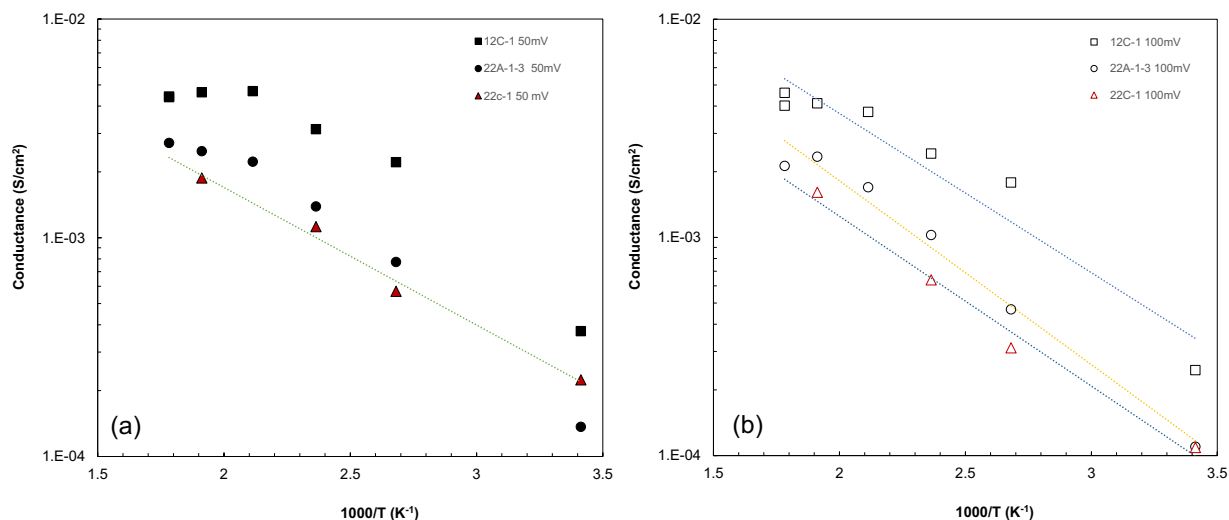 1.E-02
12C-1 50mV
22A-1-3 50mV
22c-1 50 mV
Conductance (S/cm²)
1.E-03
(a)
1.E-04
1.5 2 2.5 3 3.5
1000/T (K⁻¹)
1.E-02
12C-1 100mV
22A-1-3 100mV
22C-1 100mV
Conductance (S/cm²)
1.E-03
(b)
1.E-04
1.5 2 2.5 3 3.5
1000/T (K⁻¹)